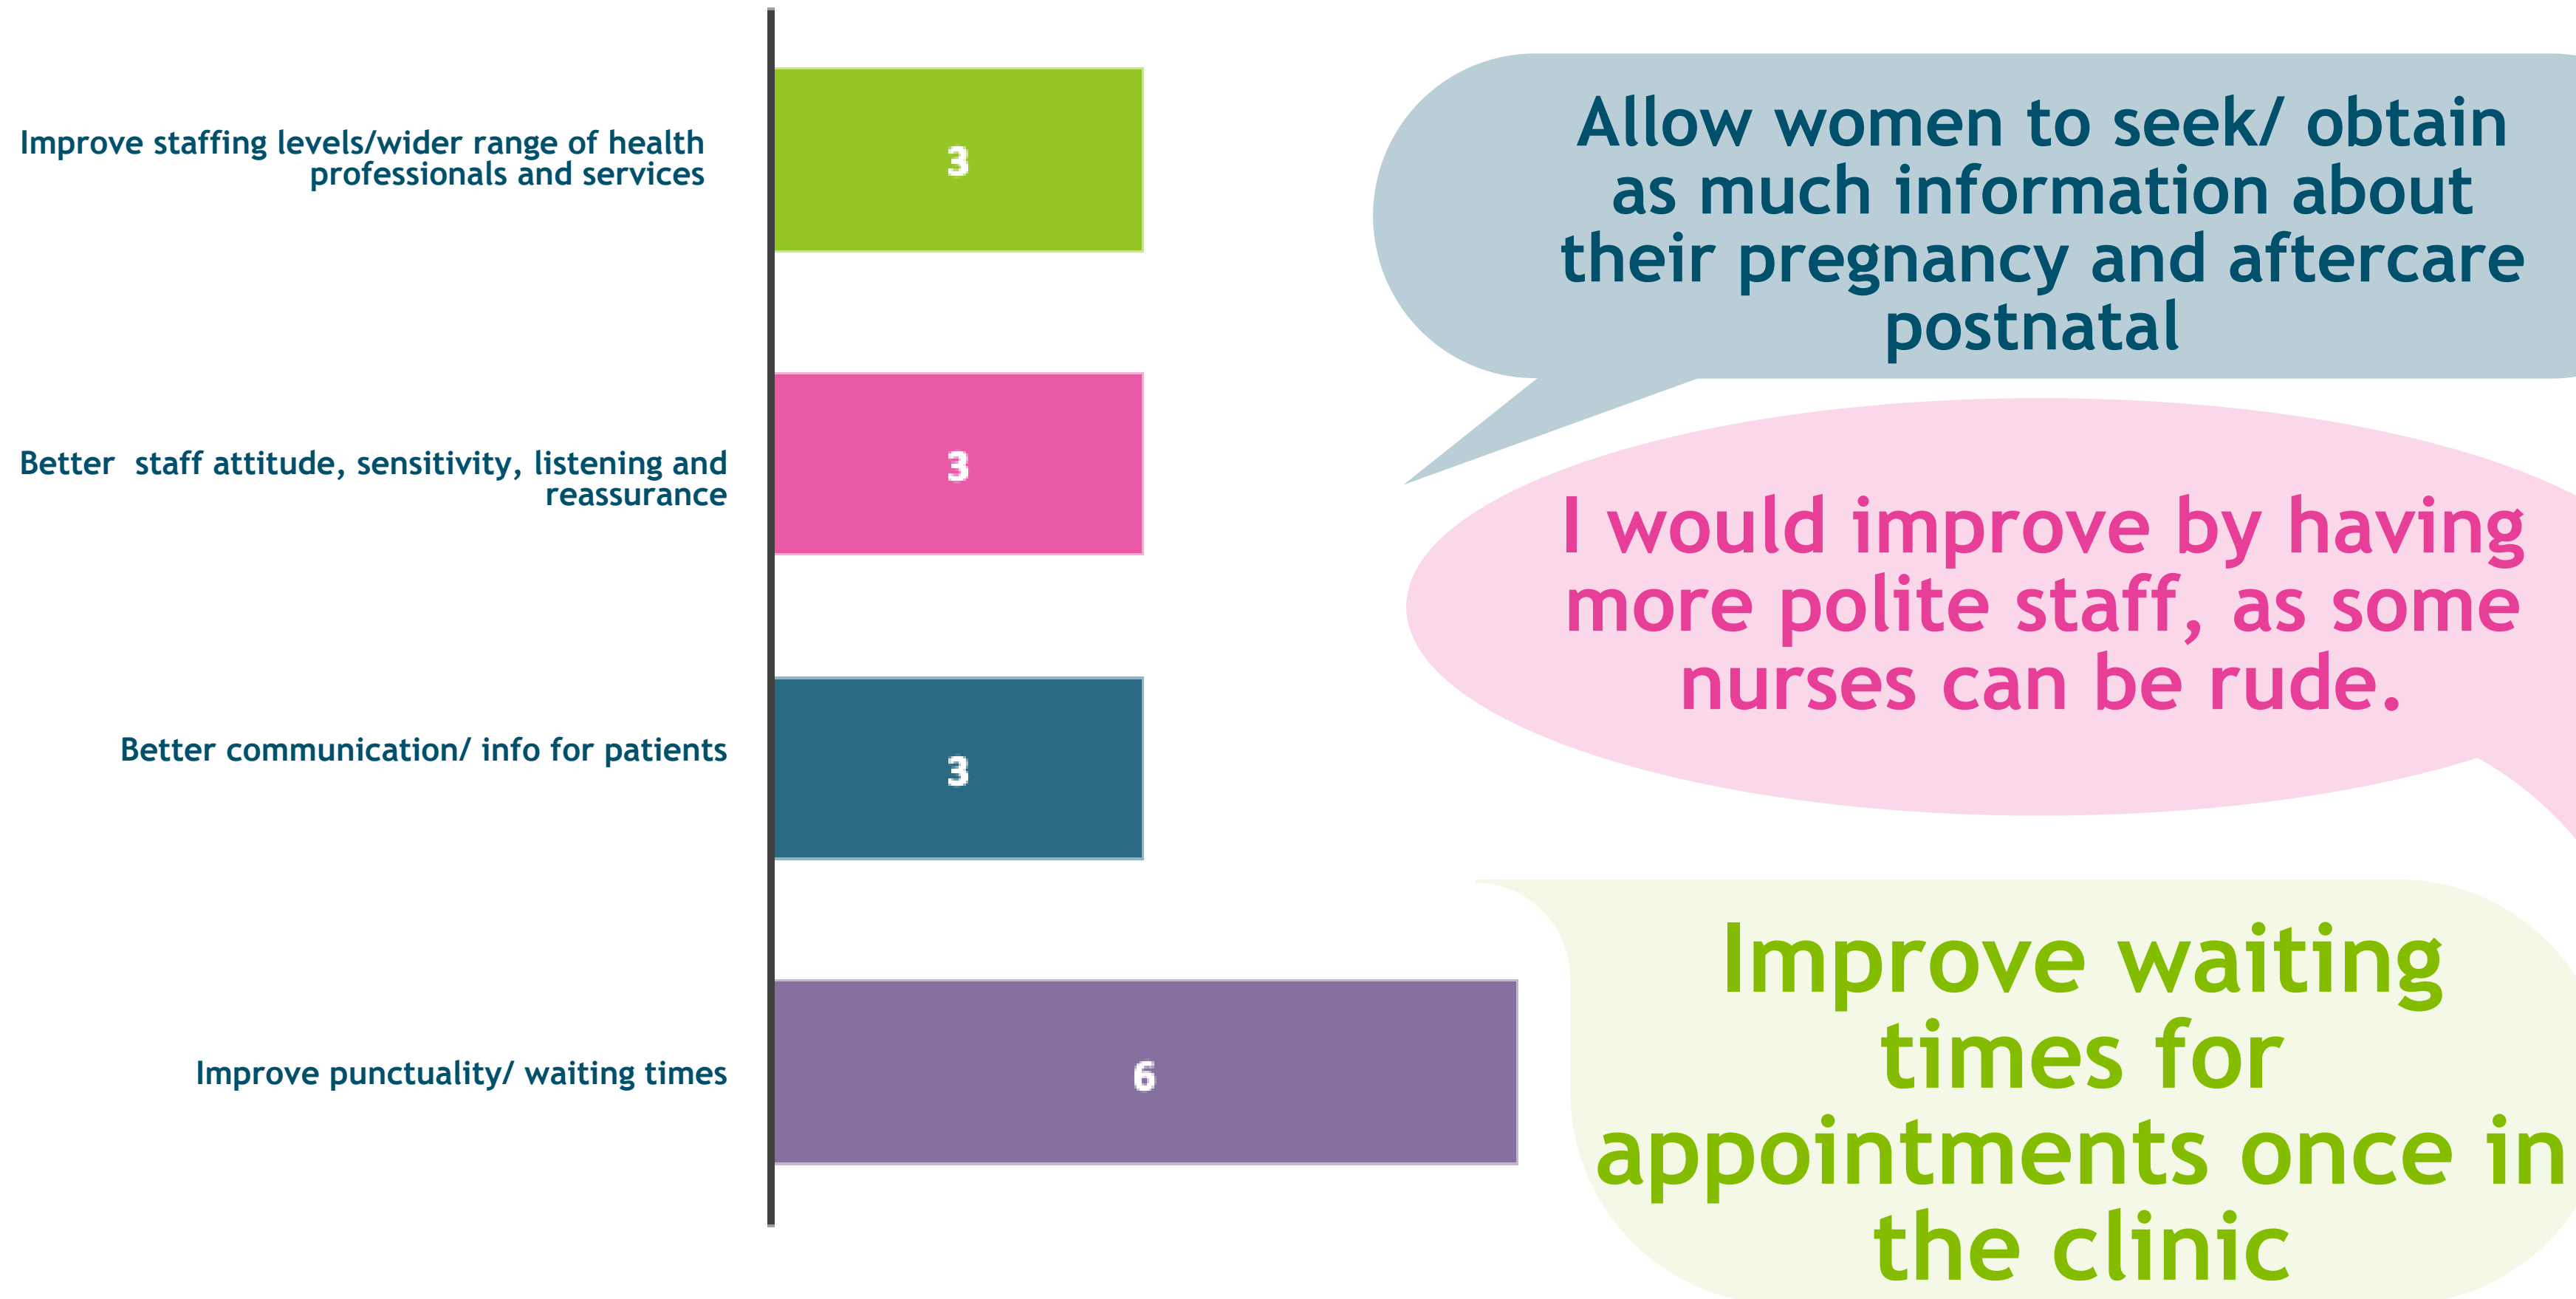 Improve staffing levels/wider range of health
professionals and services
3
Better  staff attitude, sensitivity, listening and
reassurance
3
Better communication/ info for patients
3
Improve punctuality/ waiting times
6
Allow women to seek/ obtain
as much information about
their pregnancy and aftercare
postnatal
I would improve by having
more polite staff, as some
nurses can be rude.
Improve waiting
times for
appointments once in
the clinic